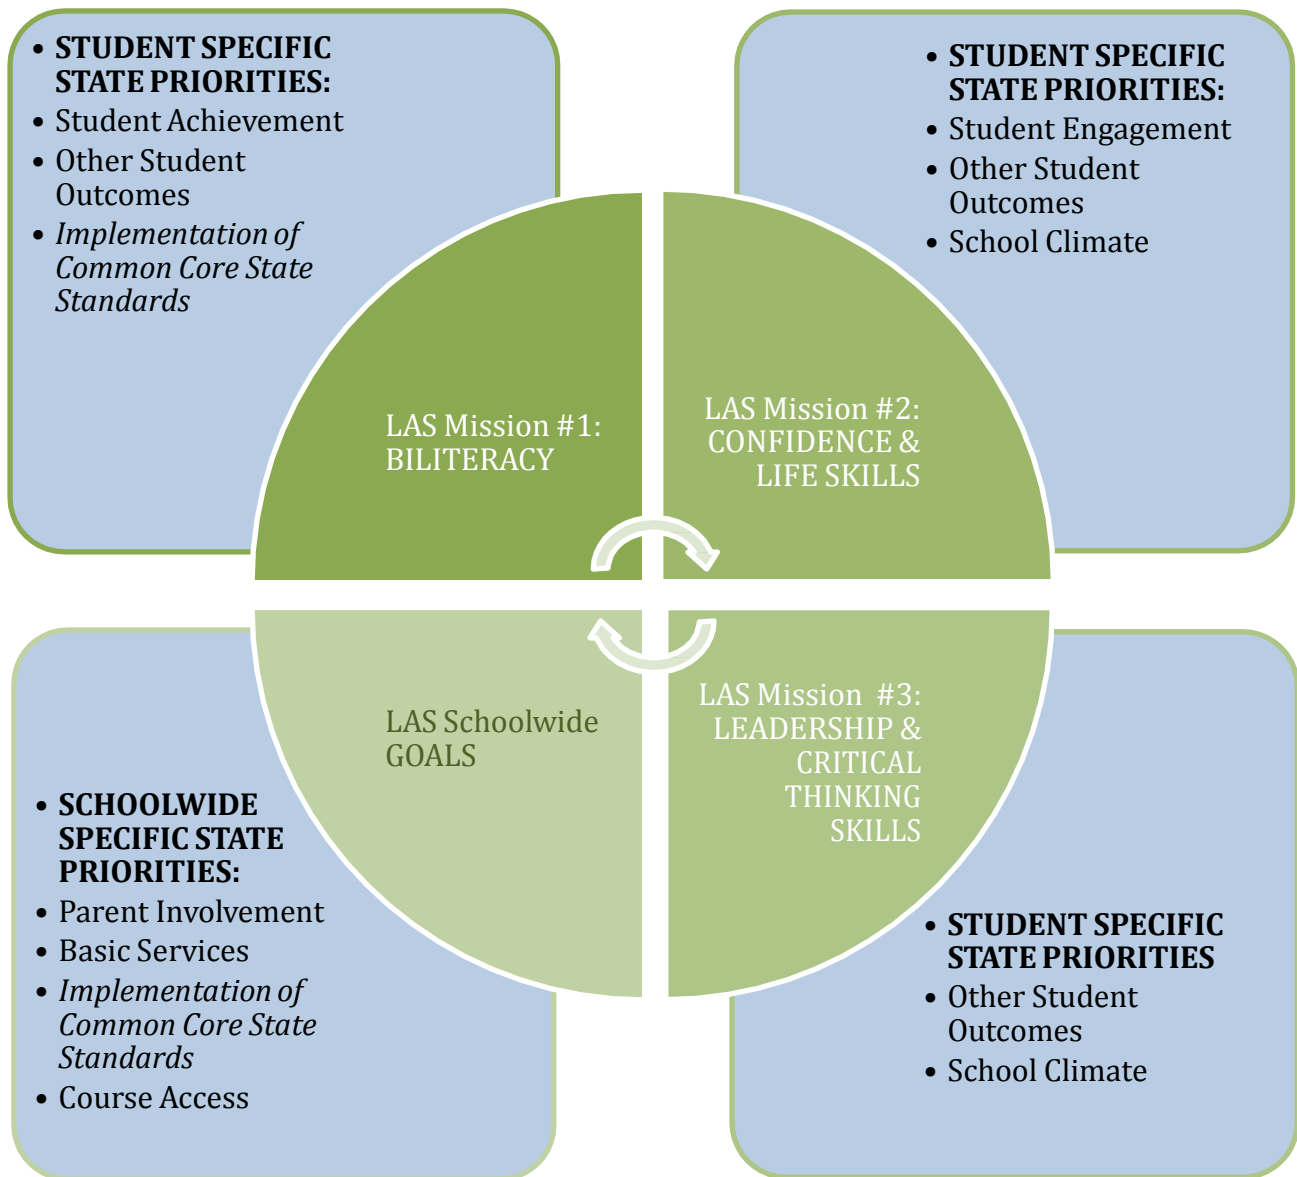 • STUDENT SPECIFIC
STATE PRIORITIES:
• Student Achievement
• Other Student
Outcomes
• Implementation of
Common Core State
Standards
• STUDENT SPECIFIC
STATE PRIORITIES:
• Student Engagement
• Other Student
Outcomes
• School Climate
LAS Mission #1:
BILITERACY
LAS Mission #2:
CONFIDENCE &
LIFE SKILLS
LAS Schoolwide
GOALS
LAS Mission #3:
LEADERSHIP &
CRITICAL
THINKING
SKILLS
• SCHOOLWIDE
SPECIFIC STATE
PRIORITIES:
• Parent Involvement
• Basic Services
• Implementation of
Common Core State
Standards
• Course Access
• STUDENT SPECIFIC
STATE PRIORITIES
• Other Student
Outcomes
• School Climate